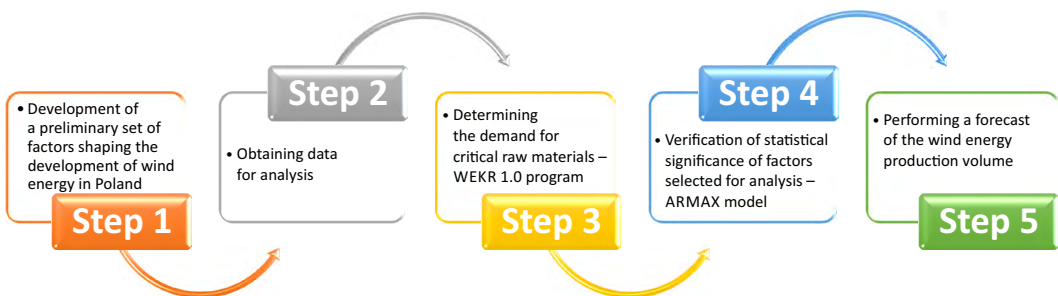 • Development of
a preliminary set of
factors shaping the
development of wind
energy in Poland
Step 1
Step 2
• Obtaining data
for analysis
• Determining
the demand for
critical raw materials –
WEKR 1.0 program
Step 3
Step 4
• Verification of statistical
significance of factors
selected for analysis –
ARMAX model
• Performing a forecast
of the wind energy
production volume
Step 5